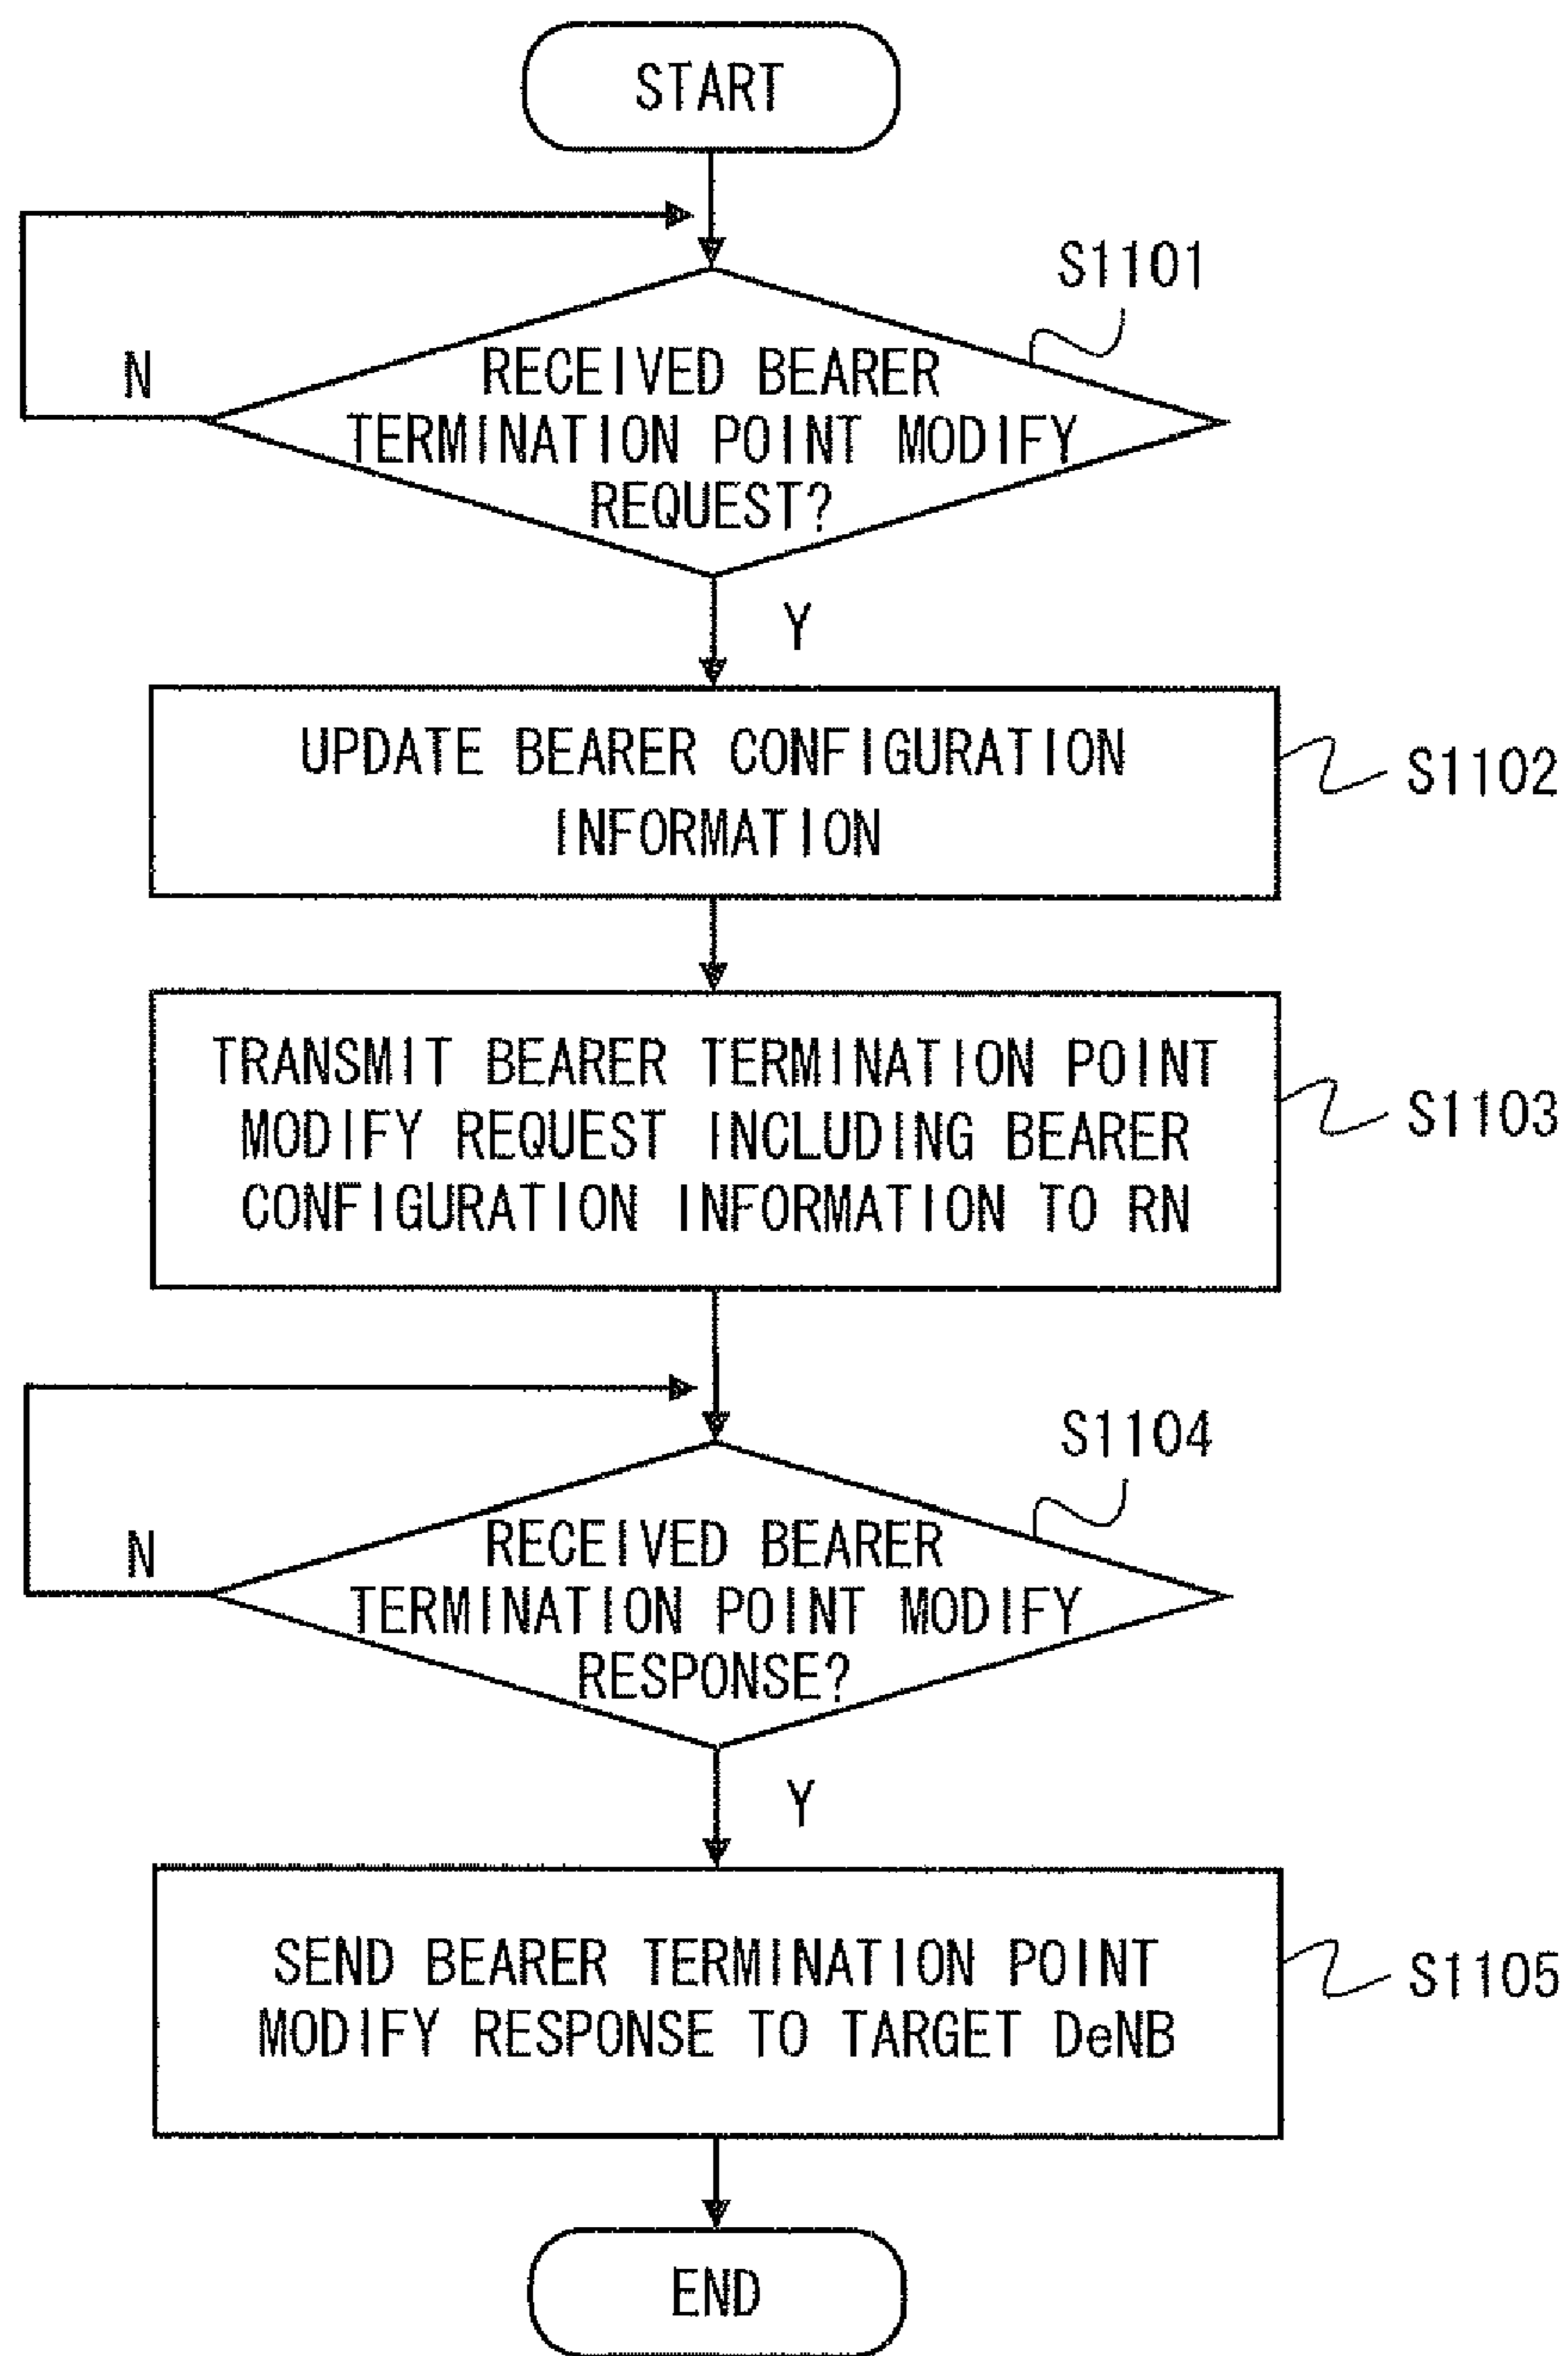 START
S1101
N
RECEIVED BEARER
TERMINATION POINT MODIFY
REQUEST?
Y
UPDATE BEARER CONFIGURATION
INFORMATION
S1102
TRANSMIT BEARER TERMINATION POINT
MODIFY REQUEST INCLUDING BEARER
CONFIGURATION INFORMATION TO RN
S1103
S1104
N
RECEIVED BEARER
TERMINATION POINT MODIFY
RESPONSE?
Y
SEND BEARER TERMINATION POINT
MODIFY RESPONSE TO TARGET DeNB
S1105
END